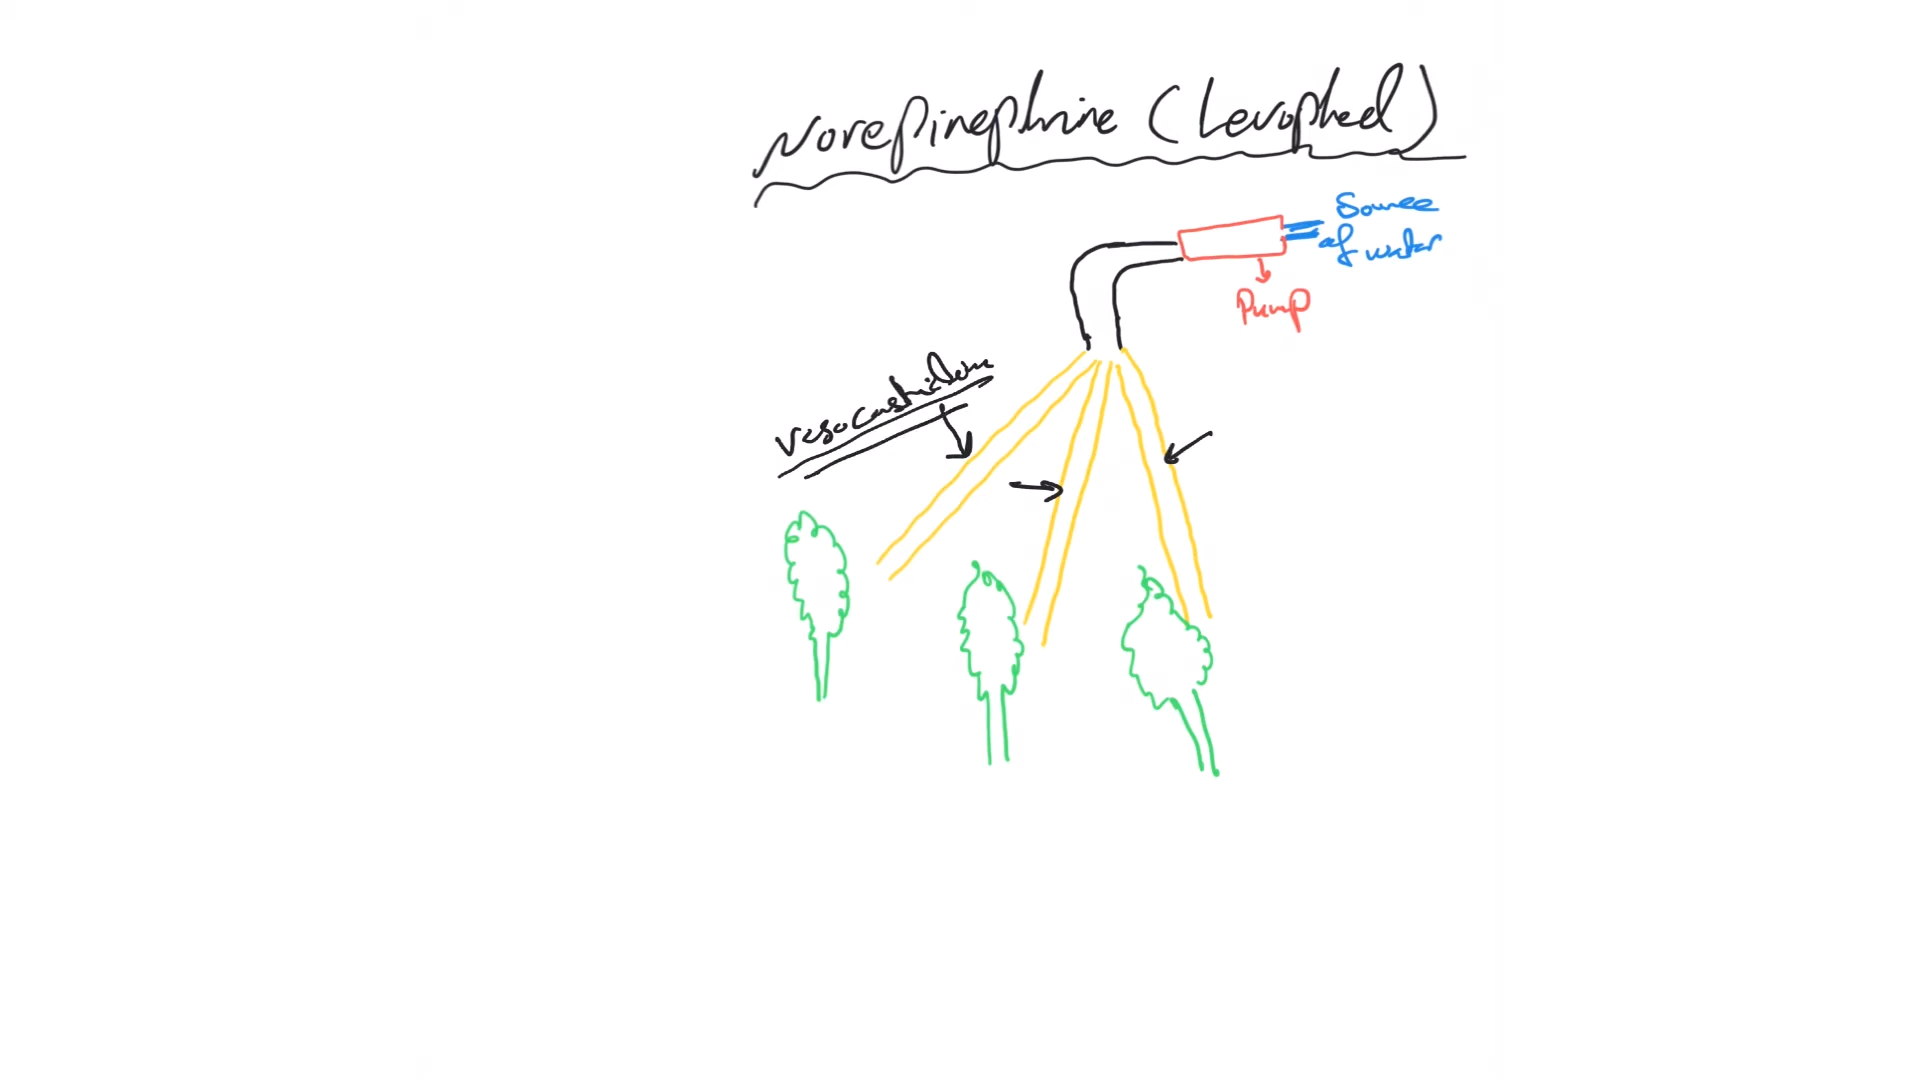 Norepinephrine (Levophed)
Source
of water
Pump
Vasoconstriction